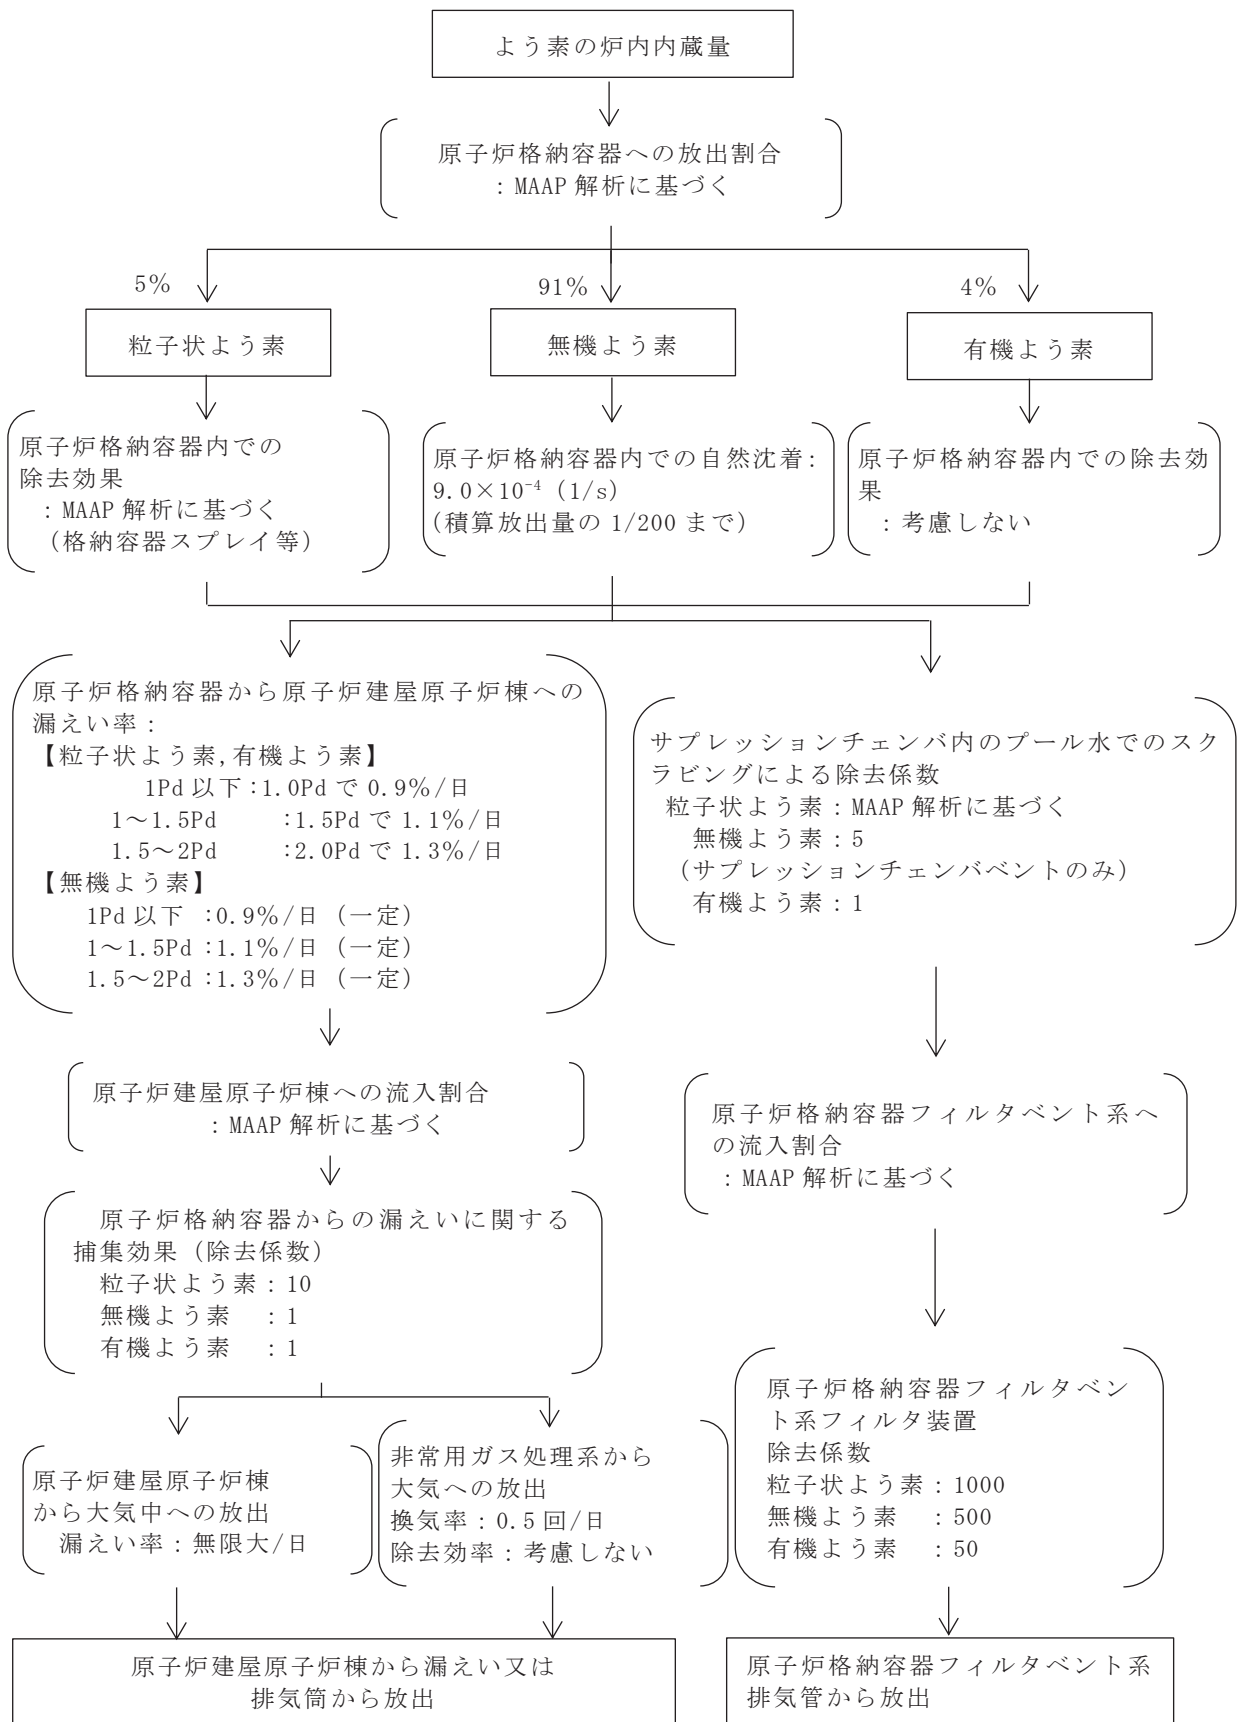 よう素の炉内内蔵量
原子炉格納容器への放出割合
：MAAP 解析に基づく
5%
91%
4%
粒子状よう素
無機よう素
有機よう素
原子炉格納容器内での
除去効果
：MAAP 解析に基づく
（格納容器スプレイ等）
原子炉格納容器内での自然沈着：
9.0×10⁻⁴（1/s）
（積算放出量の 1/200 まで）
原子炉格納容器内での除去効
果
：考慮しない
原子炉格納容器から原子炉建屋原子炉棟への
漏えい率：
【粒子状よう素，有機よう素】
1Pd 以下：1.0Pd で 0.9%/日
1～1.5Pd ：1.5Pd で 1.1%/日
1.5～2Pd ：2.0Pd で 1.3%/日
【無機よう素】
1Pd 以下 ：0.9%/日（一定）
1～1.5Pd：1.1%/日（一定）
1.5～2Pd：1.3%/日（一定）
原子炉建屋原子炉棟への流入割合
：MAAP 解析に基づく
原子炉格納容器からの漏えいに関する
捕集効果（除去係数）
粒子状よう素：10
無機よう素 ：1
有機よう素 ：1
原子炉建屋原子炉棟
から大気中への放出
漏えい率：無限大/日
非常用ガス処理系から
大気への放出
換気率：0.5 回/日
除去効率：考慮しない
原子炉建屋原子炉棟から漏えい又は
排気筒から放出
サプレッションチェンバ内のプール水でのスク
ラビングによる除去係数
粒子状よう素：MAAP 解析に基づく
無機よう素：5
（サプレッションチェンバベントのみ）
有機よう素：1
原子炉格納容器フィルタベント系へ
の流入割合
：MAAP 解析に基づく
原子炉格納容器フィルタベン
ト系フィルタ装置
除去係数
粒子状よう素：1000
無機よう素 ：500
有機よう素 ：50
原子炉格納容器フィルタベント系
排気管から放出